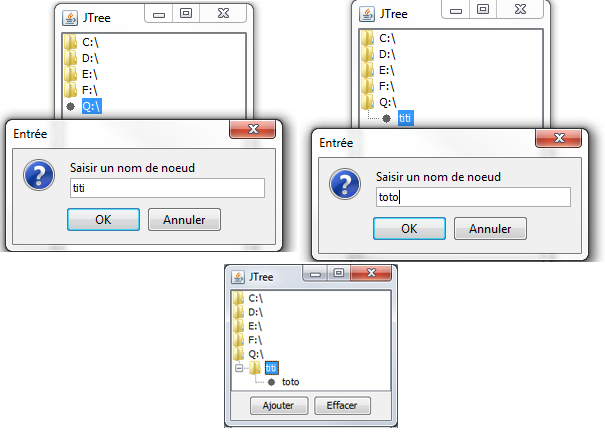 JTree
C:\
D:\
E:\
F:\
Q:\
Entrée
Saisir un nom de noeud
titi
OK Annuler
JTree
C:\
D:\
E:\
F:\
Q:\
titi
Entrée
Saisir un nom de noeud
toto
OK Annuler
JTree
C:\
D:\
E:\
F:\
Q:\
titi
toto
Ajouter Effacer